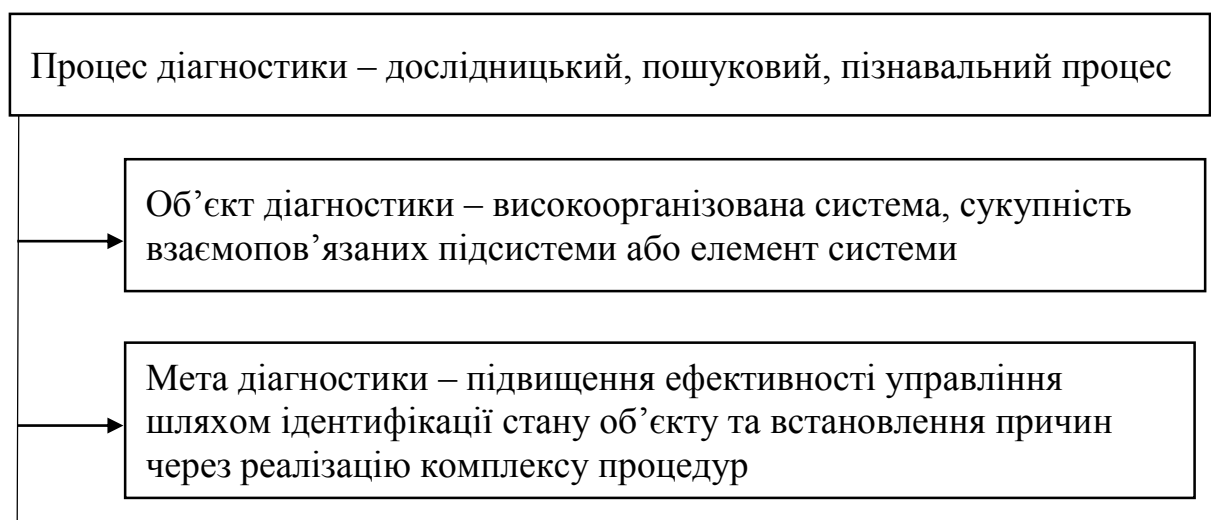 Процес діагностики – дослідницький, пошуковий, пізнавальний процес
Об’єкт діагностики – високоорганізована система, сукупність
взаємопов’язаних підсистеми або елемент системи
Мета діагностики – підвищення ефективності управління
шляхом ідентифікації стану об’єкту та встановлення причин
через реалізацію комплексу процедур